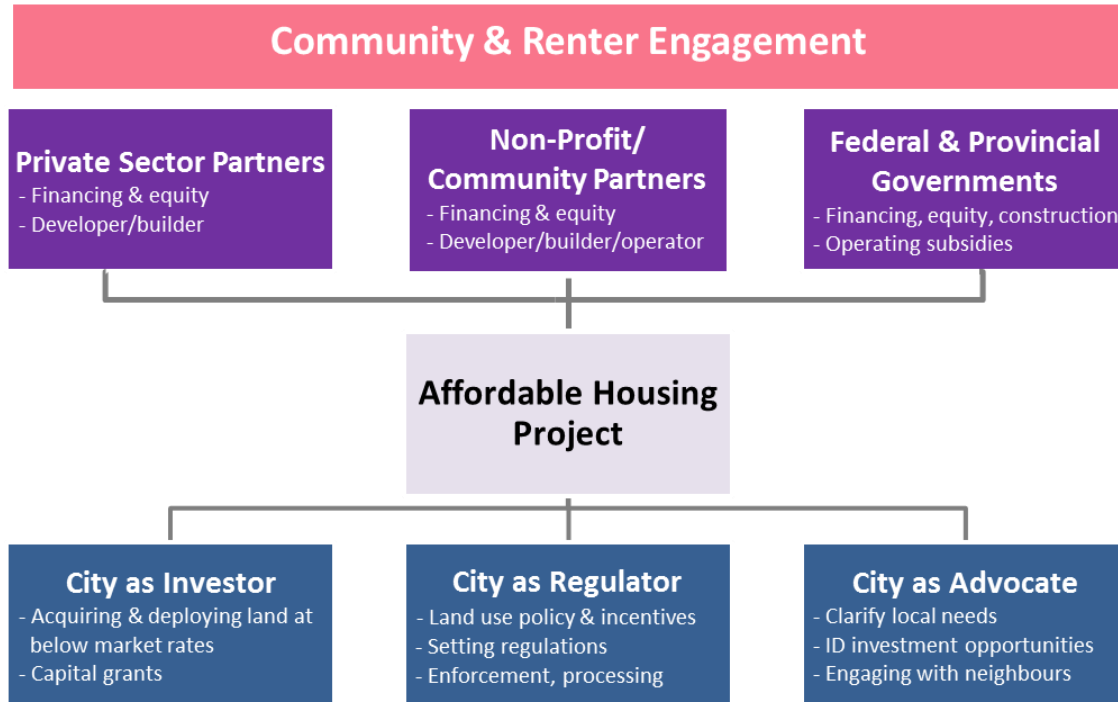 Community & Renter Engagement
Private Sector Partners
- Financing & equity
- Developer/builder
Non-Profit/
Community Partners
- Financing & equity
- Developer/builder/operator
Federal & Provincial
Governments
- Financing, equity, construction
- Operating subsidies
Affordable Housing
Project
City as Investor
- Acquiring & deploying land at
below market rates
- Capital grants
City as Regulator
- Land use policy & incentives
- Setting regulations
- Enforcement, processing
City as Advocate
- Clarify local needs
- ID investment opportunities
- Engaging with neighbours